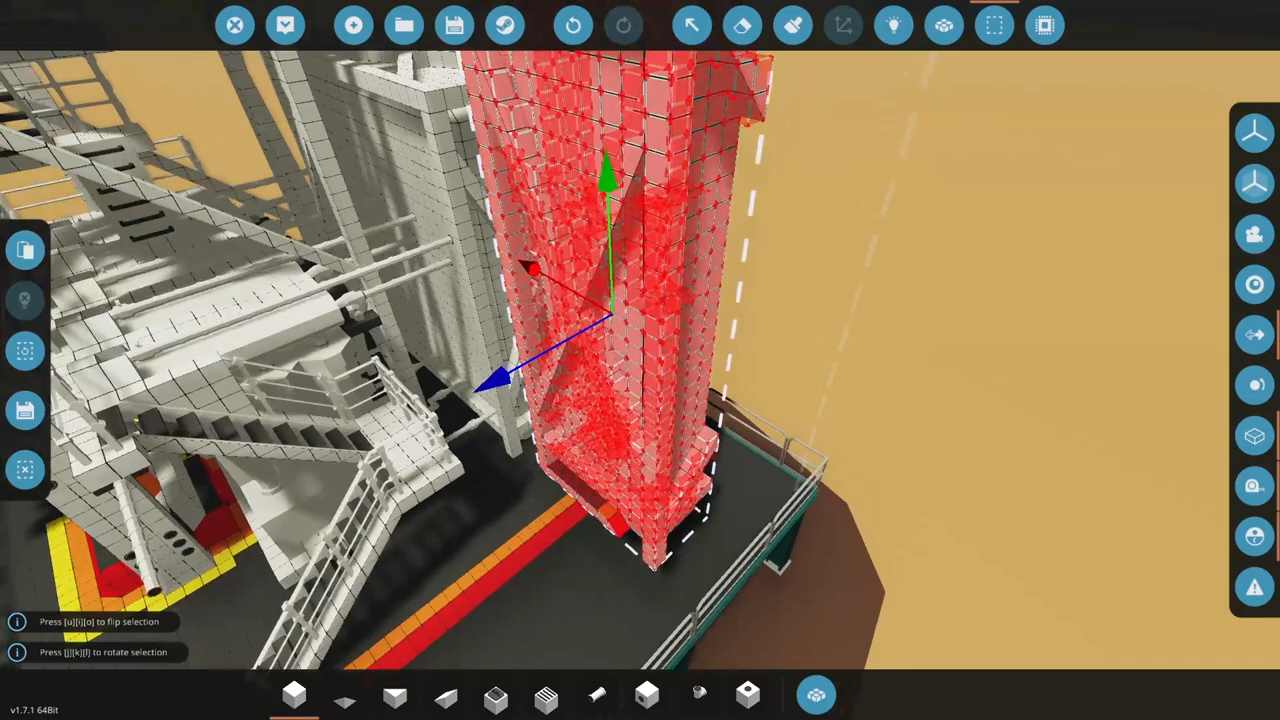 Press [u][i][o] to flip selection
Press [j][k][l] to rotate selection
v1.7.1 64Bit